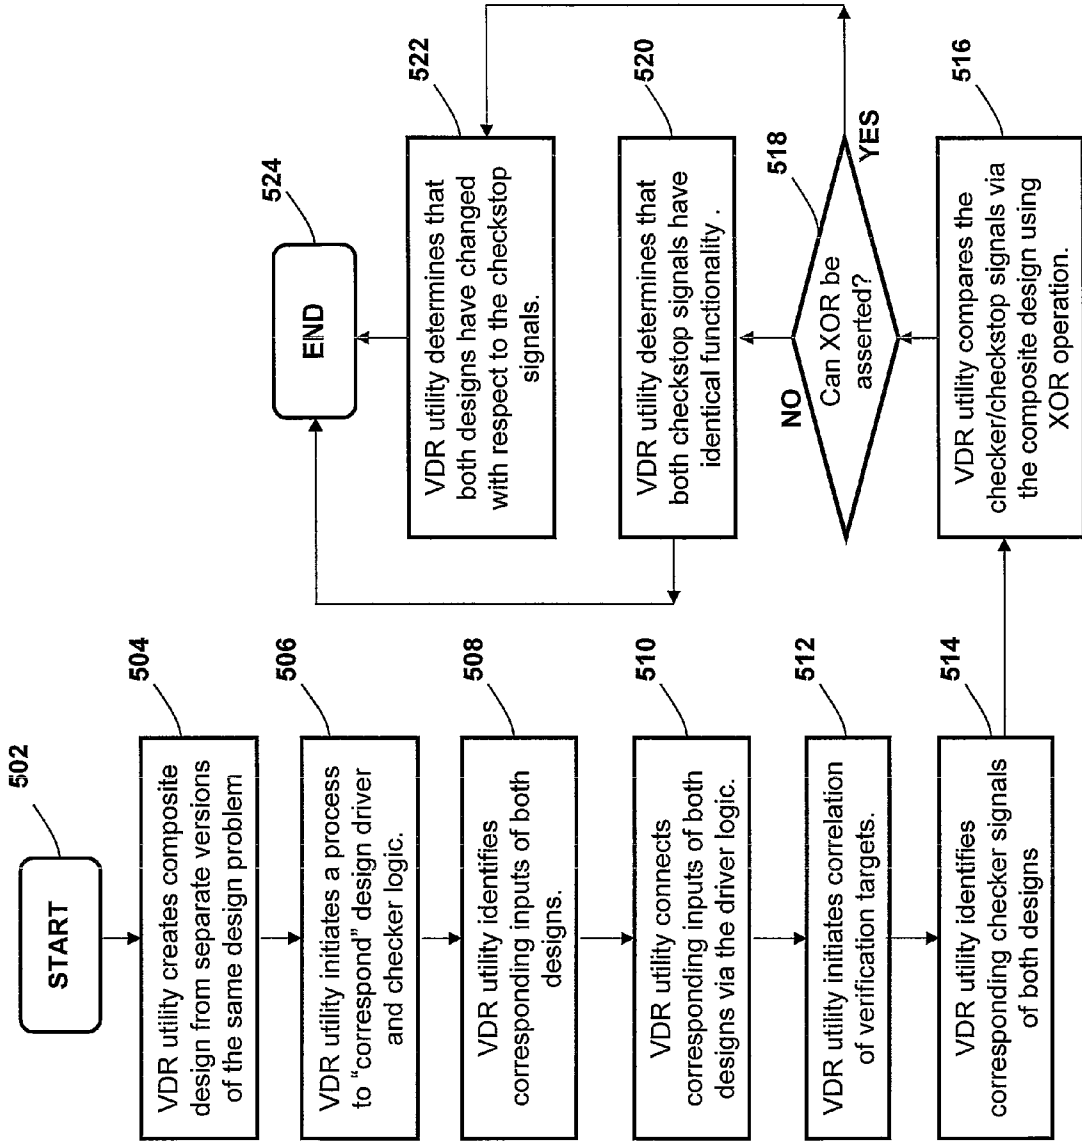 502
START
504
VDR utility creates composite
design from separate versions
of the same design problem
506
VDR utility initiates a process
to “correspond” design driver
and checker logic.
508
VDR utility identifies
corresponding inputs of both
designs.
510
VDR utility connects
corresponding inputs of both
designs via the driver logic.
512
VDR utility initiates correlation
of verification targets.
514
VDR utility identifies
corresponding checker signals
of both designs
516
VDR utility compares the
checker/checkstop signals via
the composite design using
XOR operation.
518
Can XOR be
asserted?
NO
YES
520
VDR utility determines that
both checkstop signals have
identical functionality .
522
VDR utility determines that
both designs have changed
with respect to the checkstop
signals.
524
END